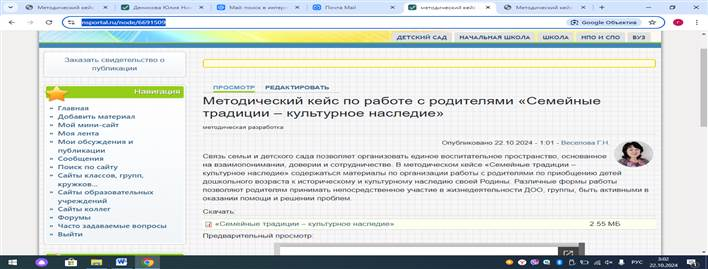 Методический кейс
Демихова Юлия Ник
Mail: поиск в интерн
Почта Mail
методический кейс
Методический кейс
nsportal.ru/node/6691509
Google Объектив
ДЕТСКИЙ САД НАЧАЛЬНАЯ ШКОЛА ШКОЛА НПО И СПО ВУЗ
Заказать свидетельство о
публикации
Навигация
Главная
Добавить материал
Мой мини-сайт
Моя лента
Мои обсуждения и
публикации
Сообщения
Поиск по сайту
Сайты классов, групп,
кружков...
Сайты образовательных
учреждений
Сайты коллег
Форумы
Часто задаваемые вопросы
Выйти
ПРОСМОТР РЕДАКТИРОВАТЬ
Методический кейс по работе с родителями «Семейные
традиции – культурное наследие»
методическая разработка
Опубликовано 22.10.2024 - 1:01 - Веселова Г.Н.
Связь семьи и детского сада позволяет организовать единое воспитательное пространство, основанное
на взаимопонимании, доверии и сотрудничестве. В методическом кейсе «Семейные традиции –
культурное наследие» содержатся материалы по организации работы с родителями по приобщению детей
дошкольного возраста к историческому и культурному наследию своей Родины. Различные формы работы
позволяют родителям принимать непосредственное участие в жизнедеятельности ДОО, группы, быть активными в
оказании помощи и решении проблем.
Скачать:
«Семейные традиции – культурное наследие» 2.55 МБ
Предварительный просмотр:
РУС
3:02
22.10.2024